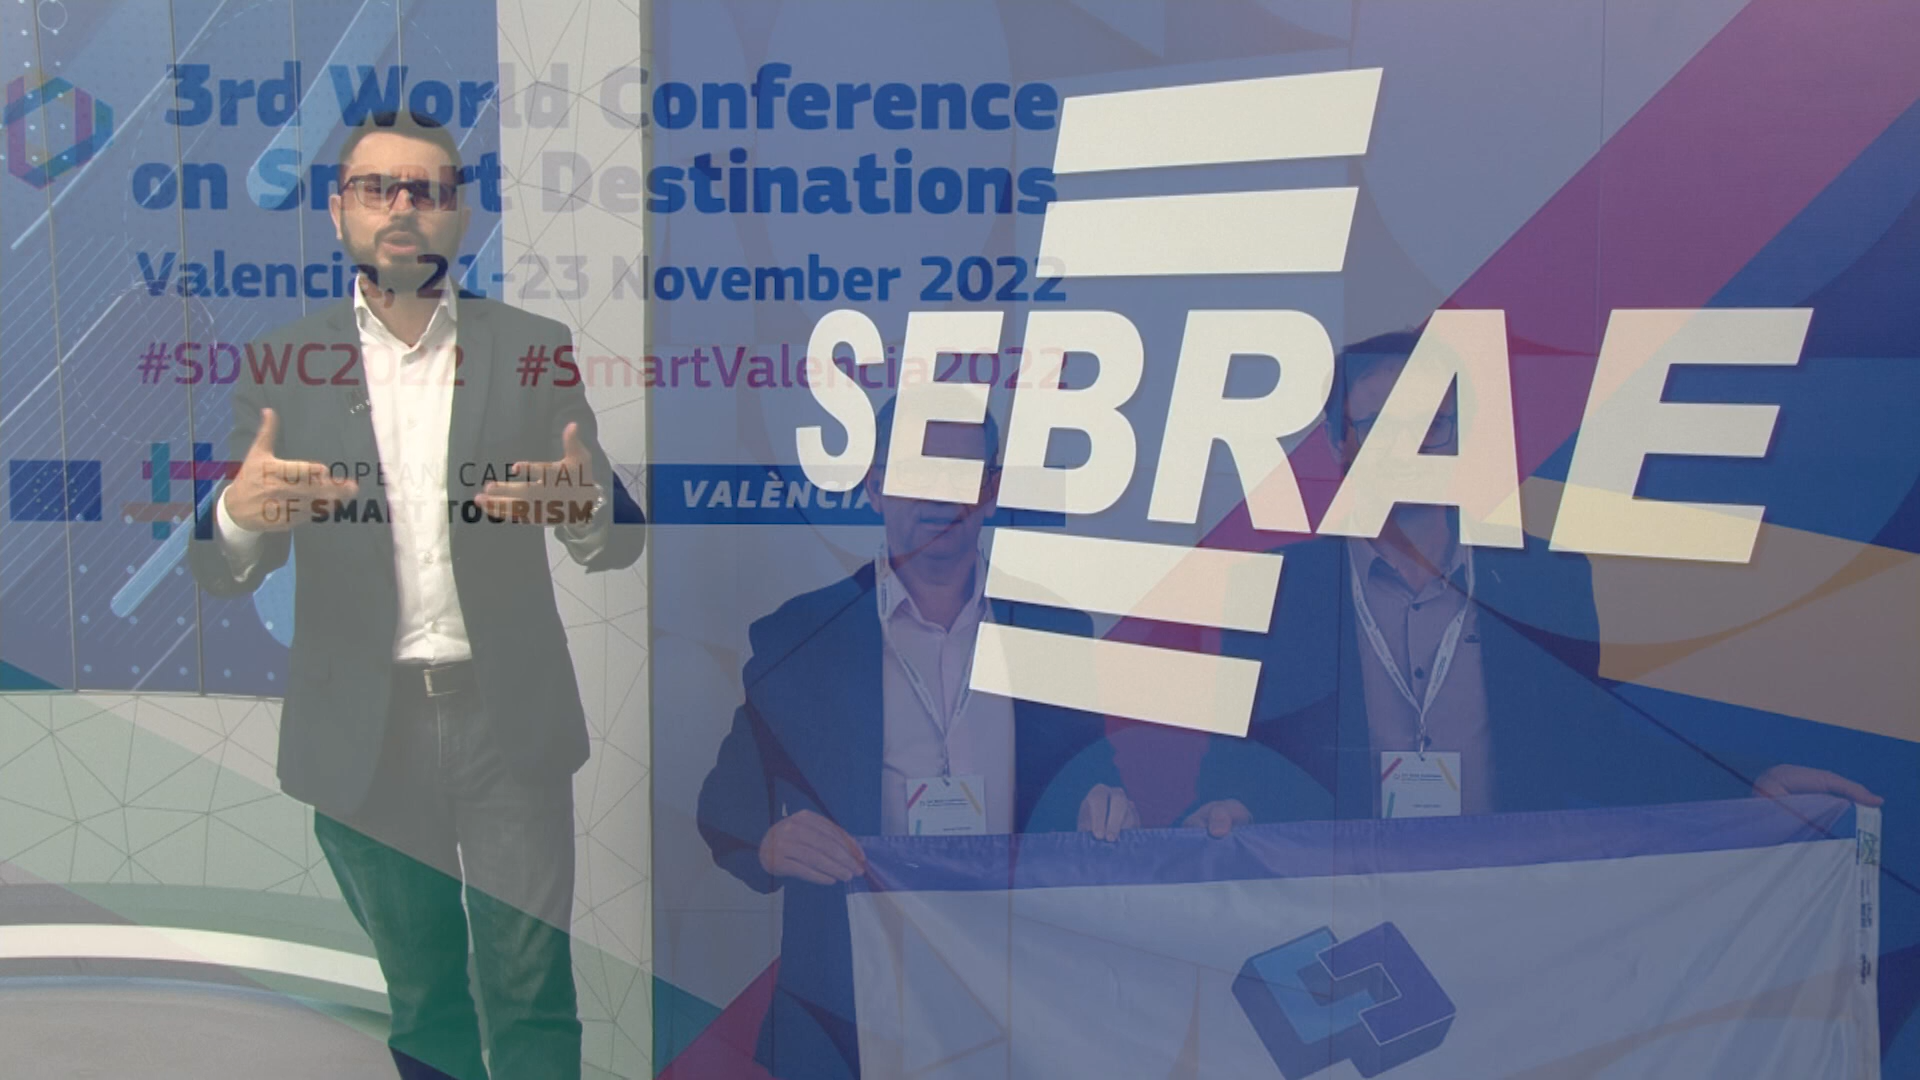 3rd World Conference
on Smart Destinations
Valencia, 21-23 November 2022
#SDWC2022 #SmartValencia2022
EUROPEAN CAPITAL
OF SMART TOURISM
VALÈNCIA
SEBRAE